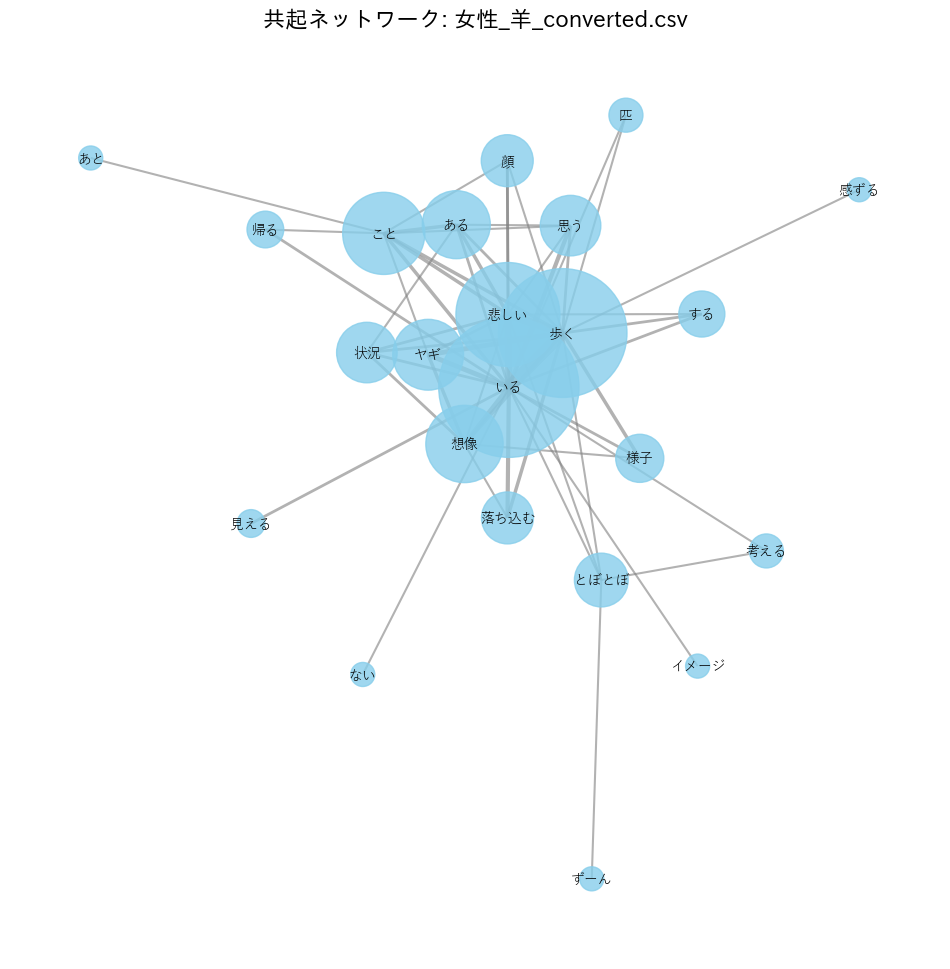 共起ネットワーク: 女性_羊_converted.csv
匹
あと
顔
感ずる
帰る
こと
ある
思う
悲しい
する
歩く
状況
ヤギ
いる
想像
様子
落ち込む
見える
考える
とぼとぼ
イメージ
ない
ずーん